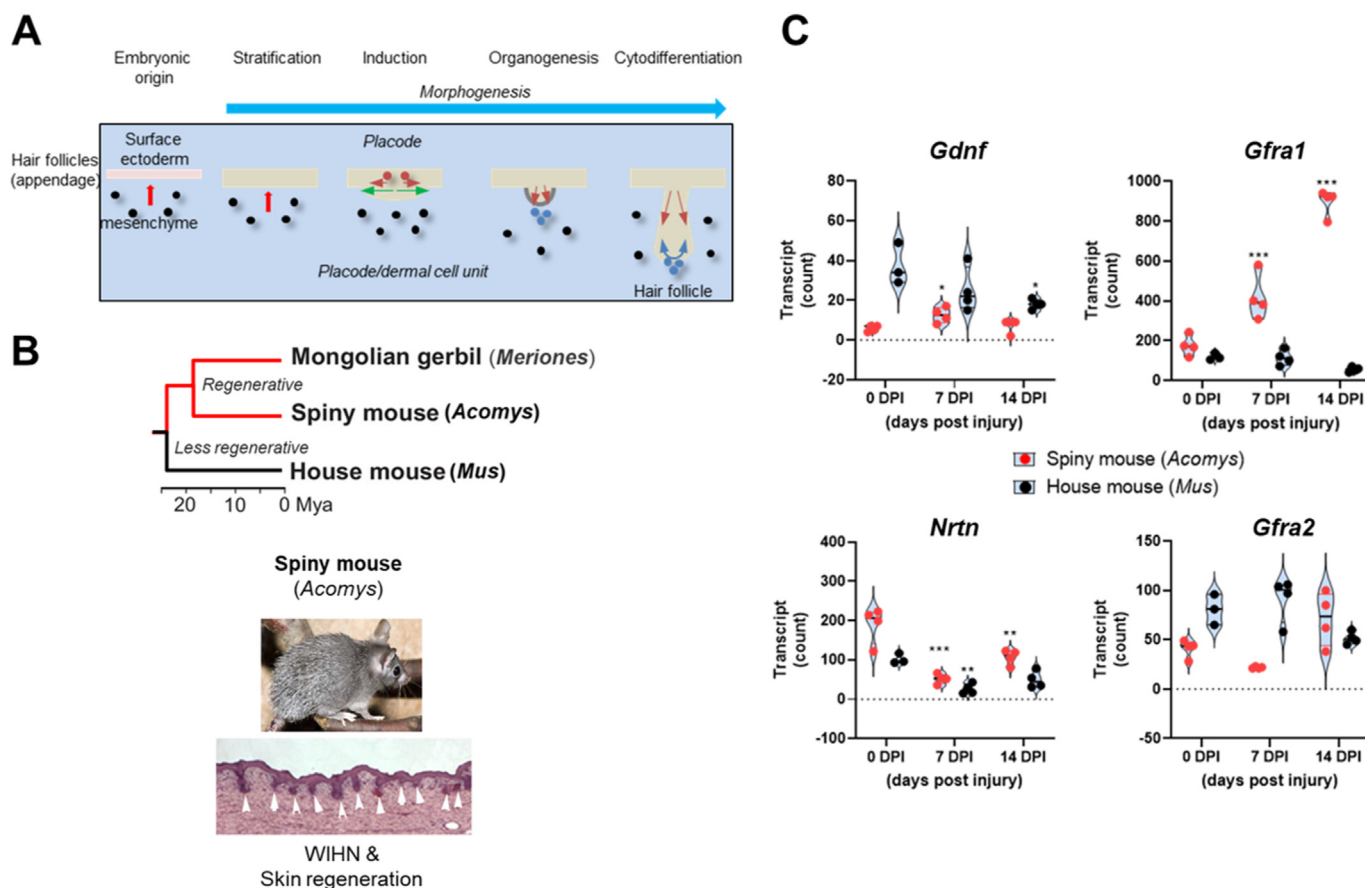 A
Embryonic
origin
Stratification
Induction
Organogenesis
Cytodifferentiation
Morphogenesis
Hair follicles
(appendage)
Surface
ectoderm
mesenchyme
Placode
Placode/dermal cell unit
Hair follicle
B
Mongolian gerbil (Meriones)
Regenerative
Spiny mouse (Acomys)
Less regenerative
House mouse (Mus)
20 10 0 Mya
Spiny mouse
(Acomys)
WIHN &
Skin regeneration
C
Gdnf
Transcript
(count)
80
60
40
20
0
-20
*
*
0 DPI 7 DPI 14 DPI
(days post injury)
Gfra1
Transcript
(count)
1000
800
600
400
200
0
***
***
0 DPI 7 DPI 14 DPI
(days post injury)
Spiny mouse (Acomys)
House mouse (Mus)
Nrtn
Transcript
(count)
400
300
200
100
0
-100
***
**
**
0 DPI 7 DPI 14 DPI
(days post injury)
Gfra2
Transcript
(count)
150
100
50
0
-50
0 DPI 7 DPI 14 DPI
(days post injury)